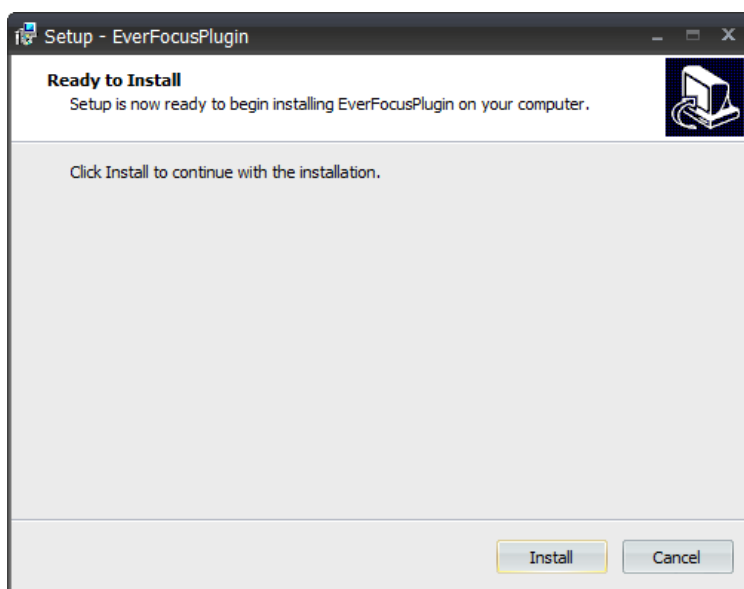 Setup - EverFocusPlugin
Ready to Install
Setup is now ready to begin installing EverFocusPlugin on your computer.
Click Install to continue with the installation.
Install
Cancel